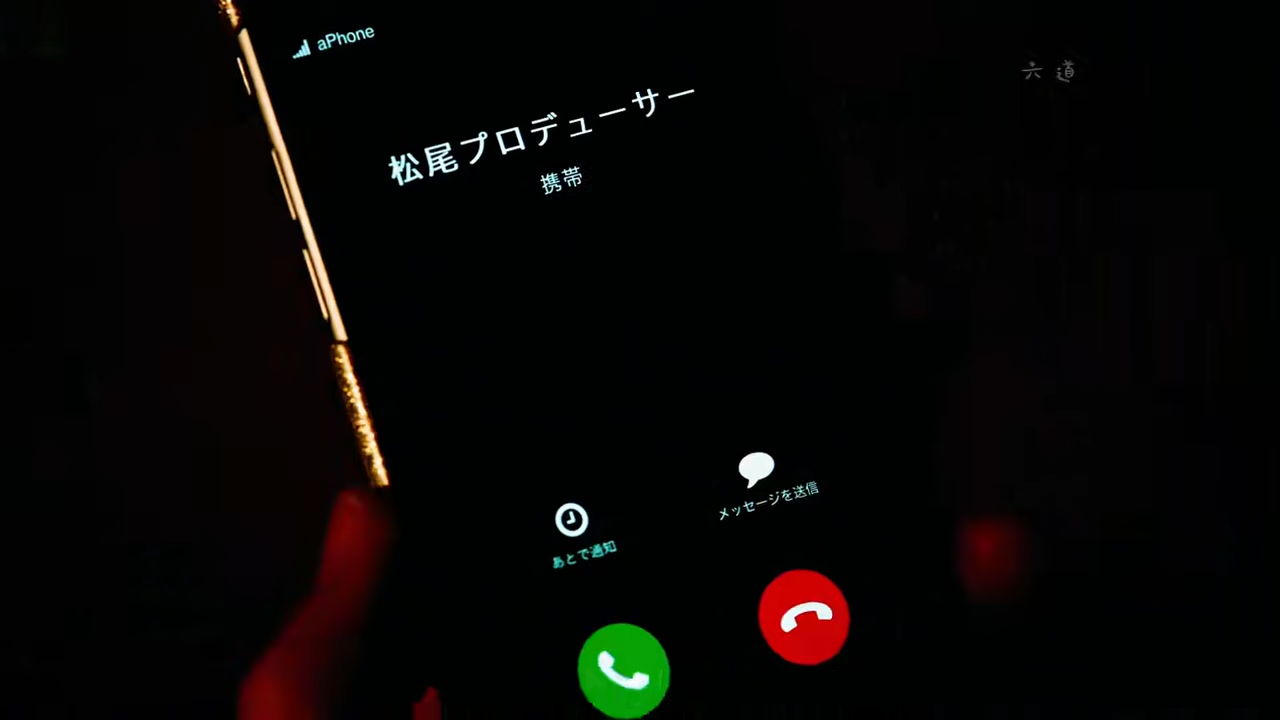 aPhone
六道
松尾プロデューサー
携帯
メッセージを送信
あとで通知